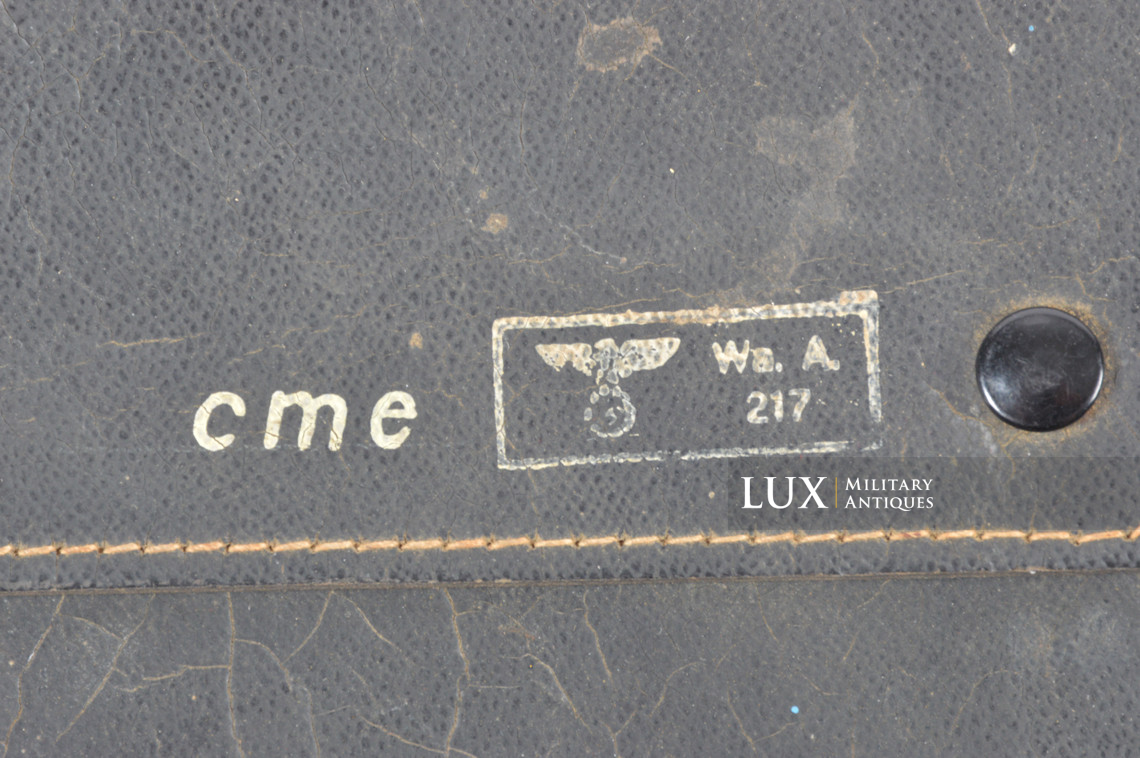 cme
Wa. A.
217
LUX
MILITARY
ANTIQUES